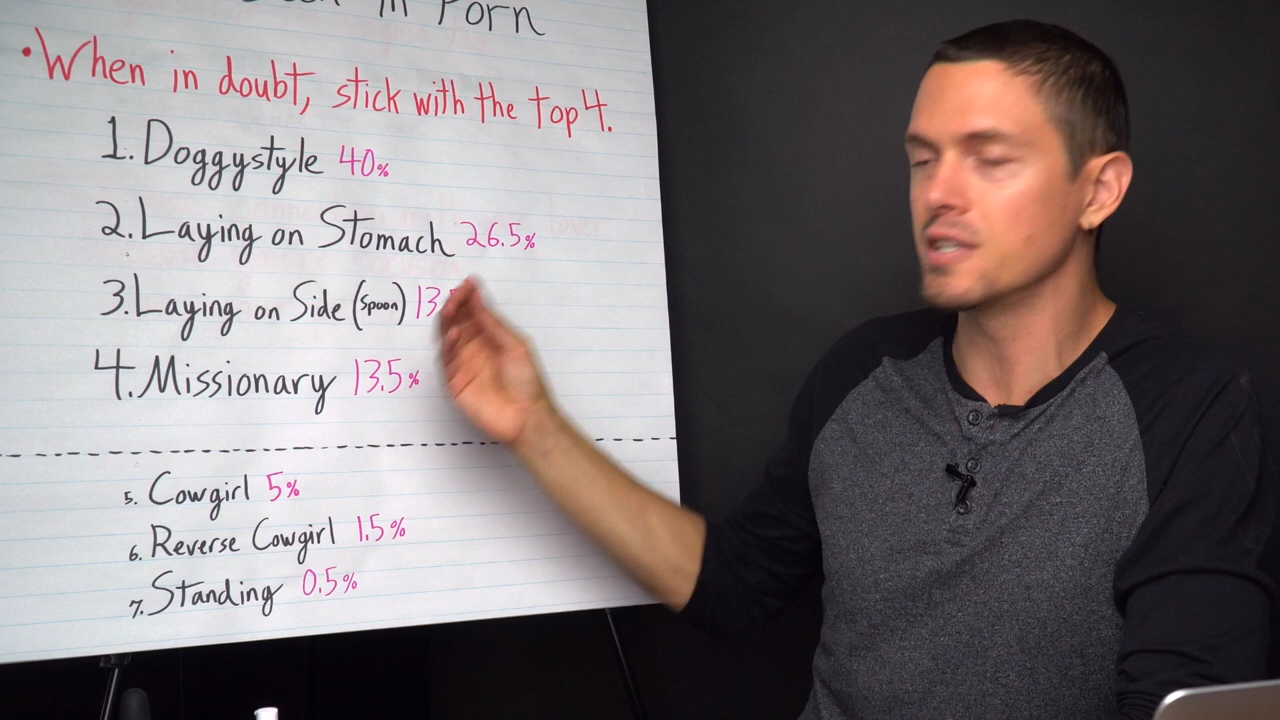 in Porn
• When in doubt, stick with the top 4.
1. Doggystyle 40%
2. Laying on Stomach 26.5%
3. Laying on Side (Spoon) 13
4. Missionary 13.5%
5. Cowgirl 5%
6. Reverse Cowgirl 1.5%
7. Standing 0.5%